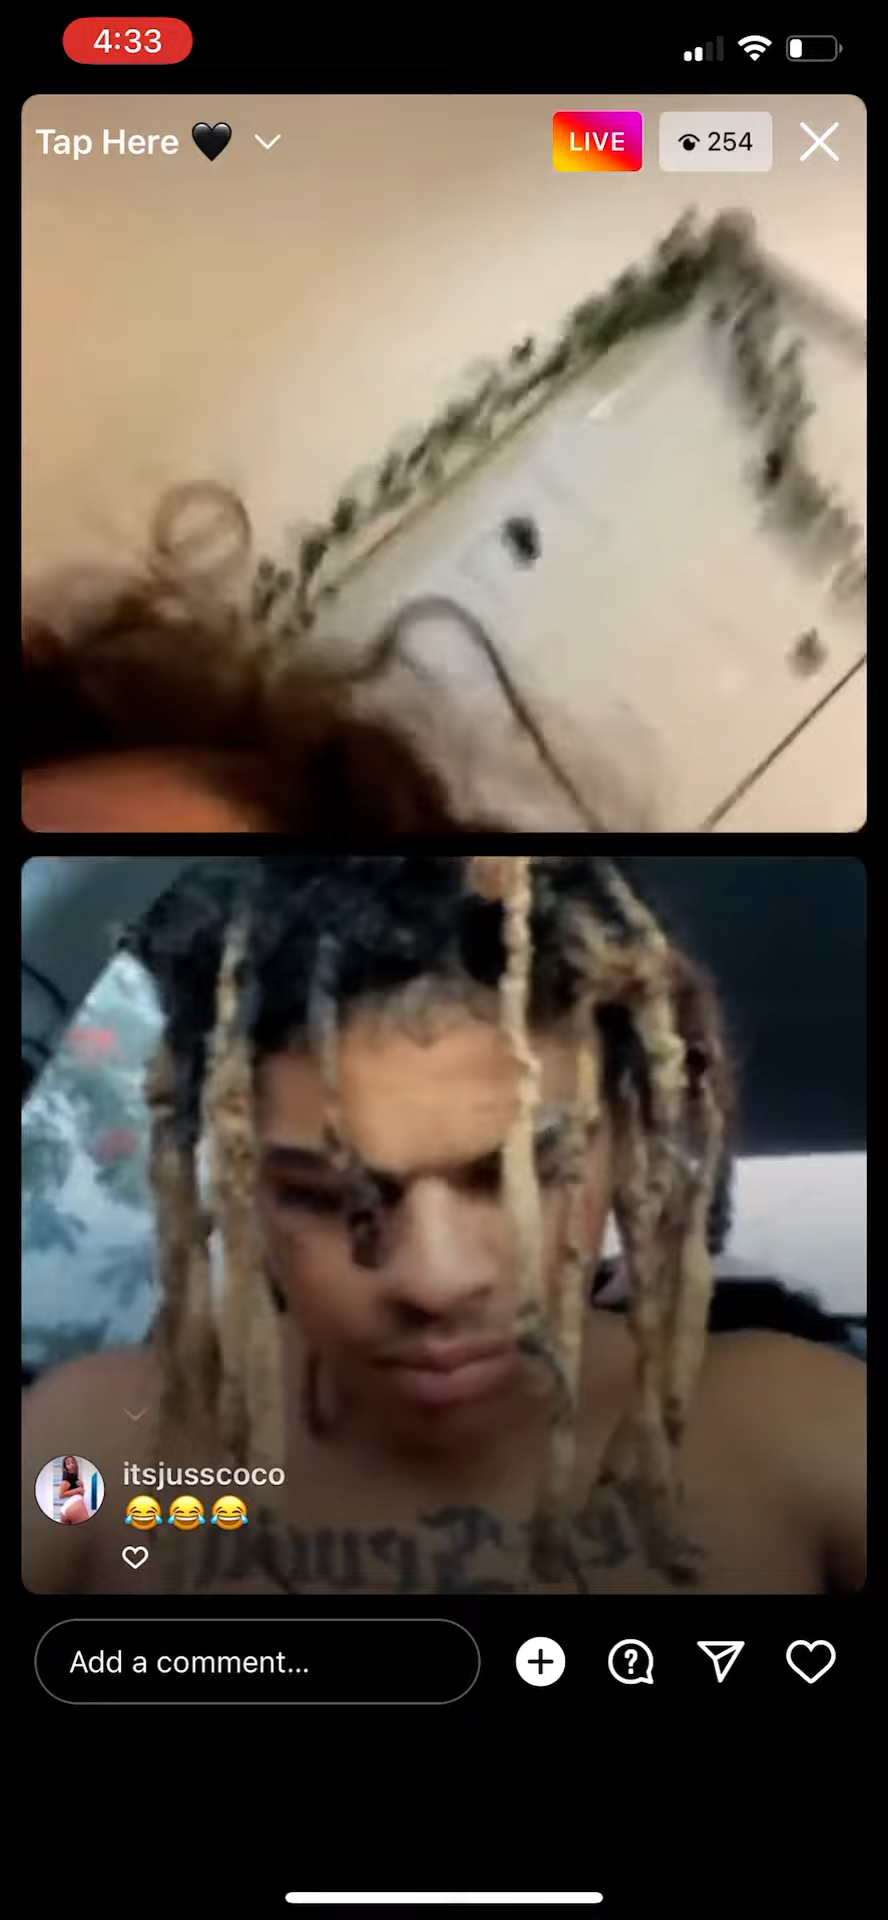 4:33
Tap Here 🖤
LIVE
254
itsjusscoco
😂😂😂
Add a comment...